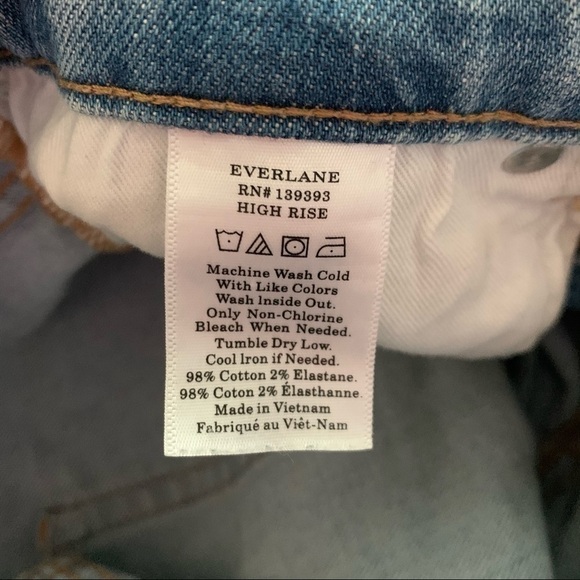 EVERLANE
RN# 139393
HIGH RISE
Machine Wash Cold
With Like Colors
Wash Inside Out.
Only Non-Chlorine
Bleach When Needed.
Tumble Dry Low.
Cool Iron if Needed.
98% Cotton 2% Elastane.
98% Coton 2% Élasthanne.
Made in Vietnam
Fabriqué au Viêt-Nam